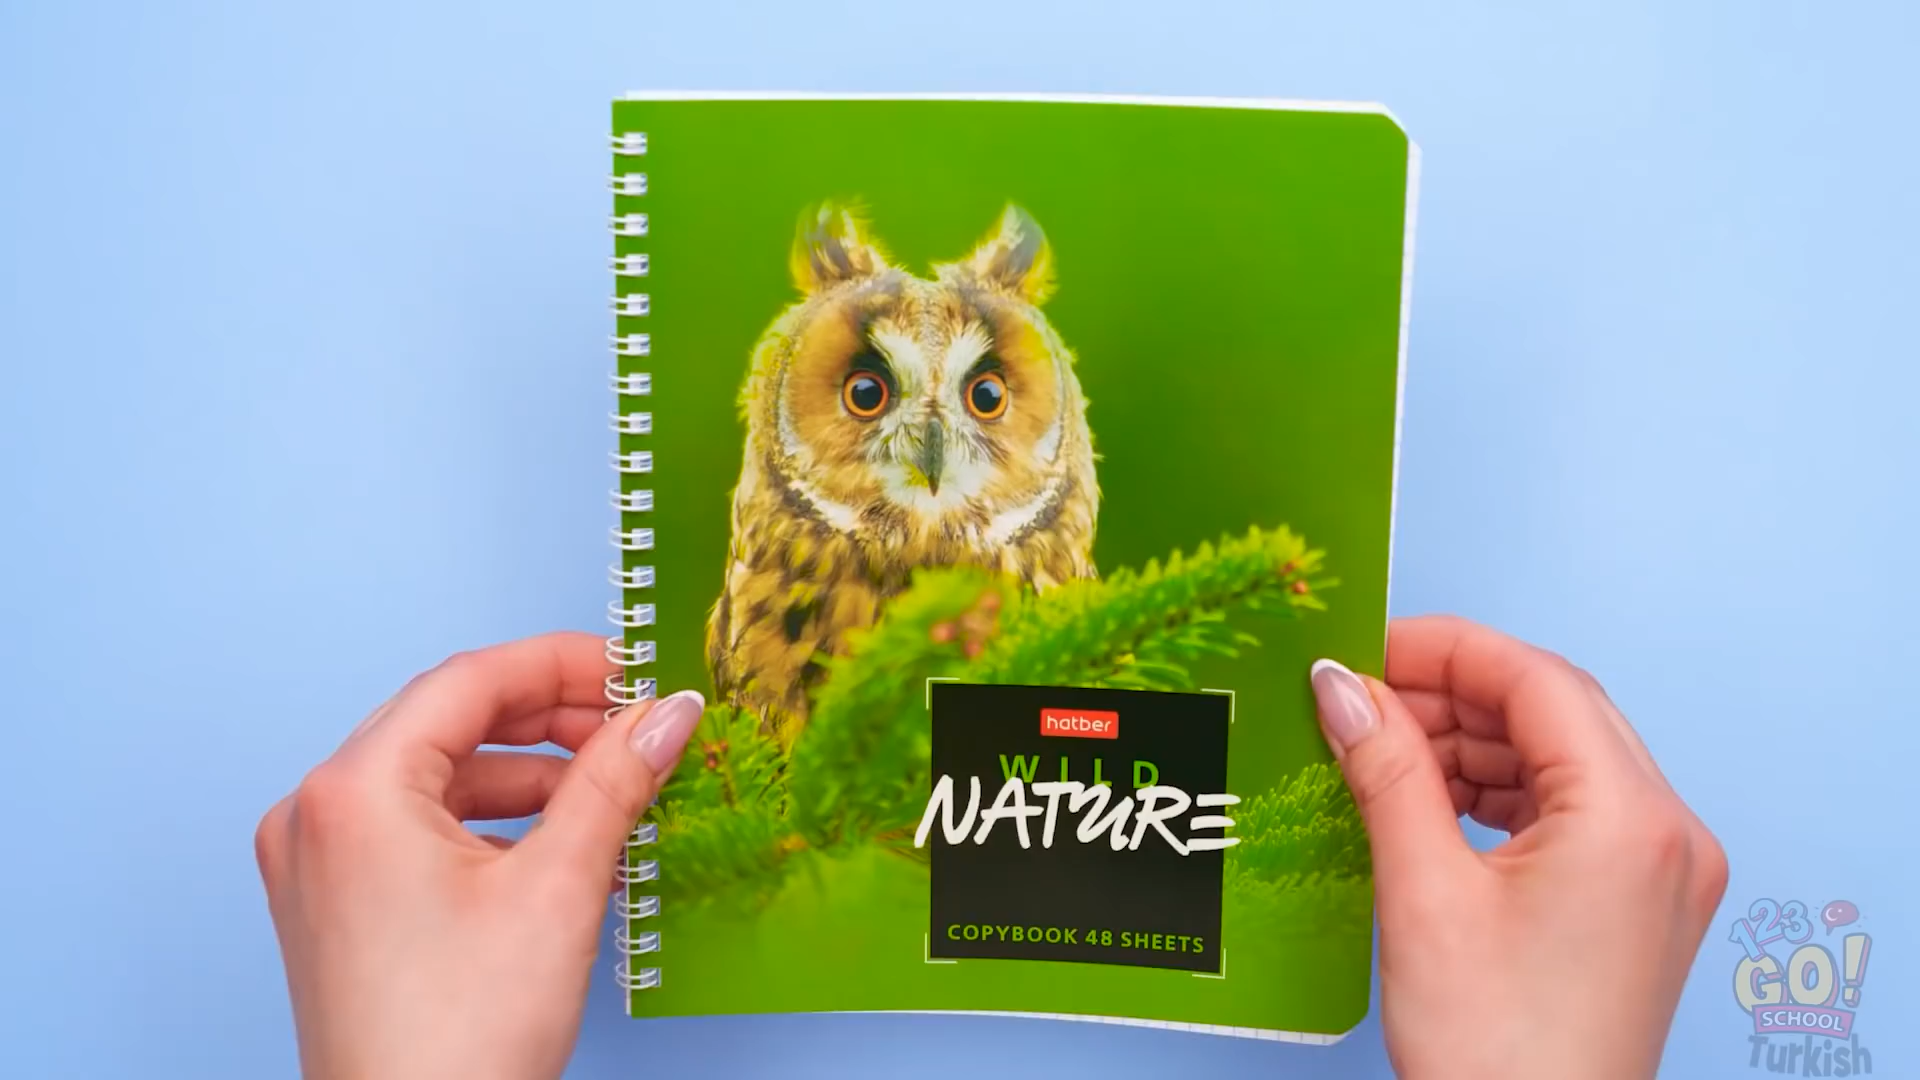 hatber
WILD
NATURE
COPYBOOK 48 SHEETS
123
GO!
SCHOOL
Turkish